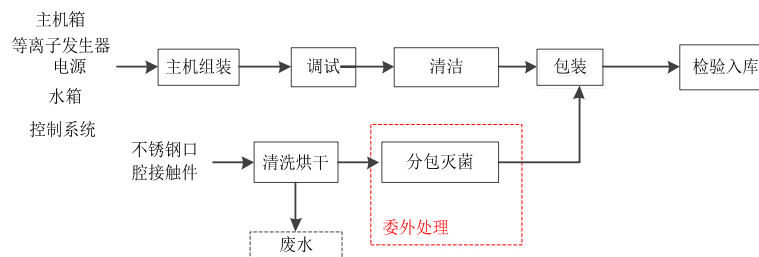 主机箱
等离子发生器
电源
水箱
控制系统
主机组装
调试
清洁
包装
检验入库
不锈钢口
腔接触件
清洗烘干
分包灭菌
委外处理
废水